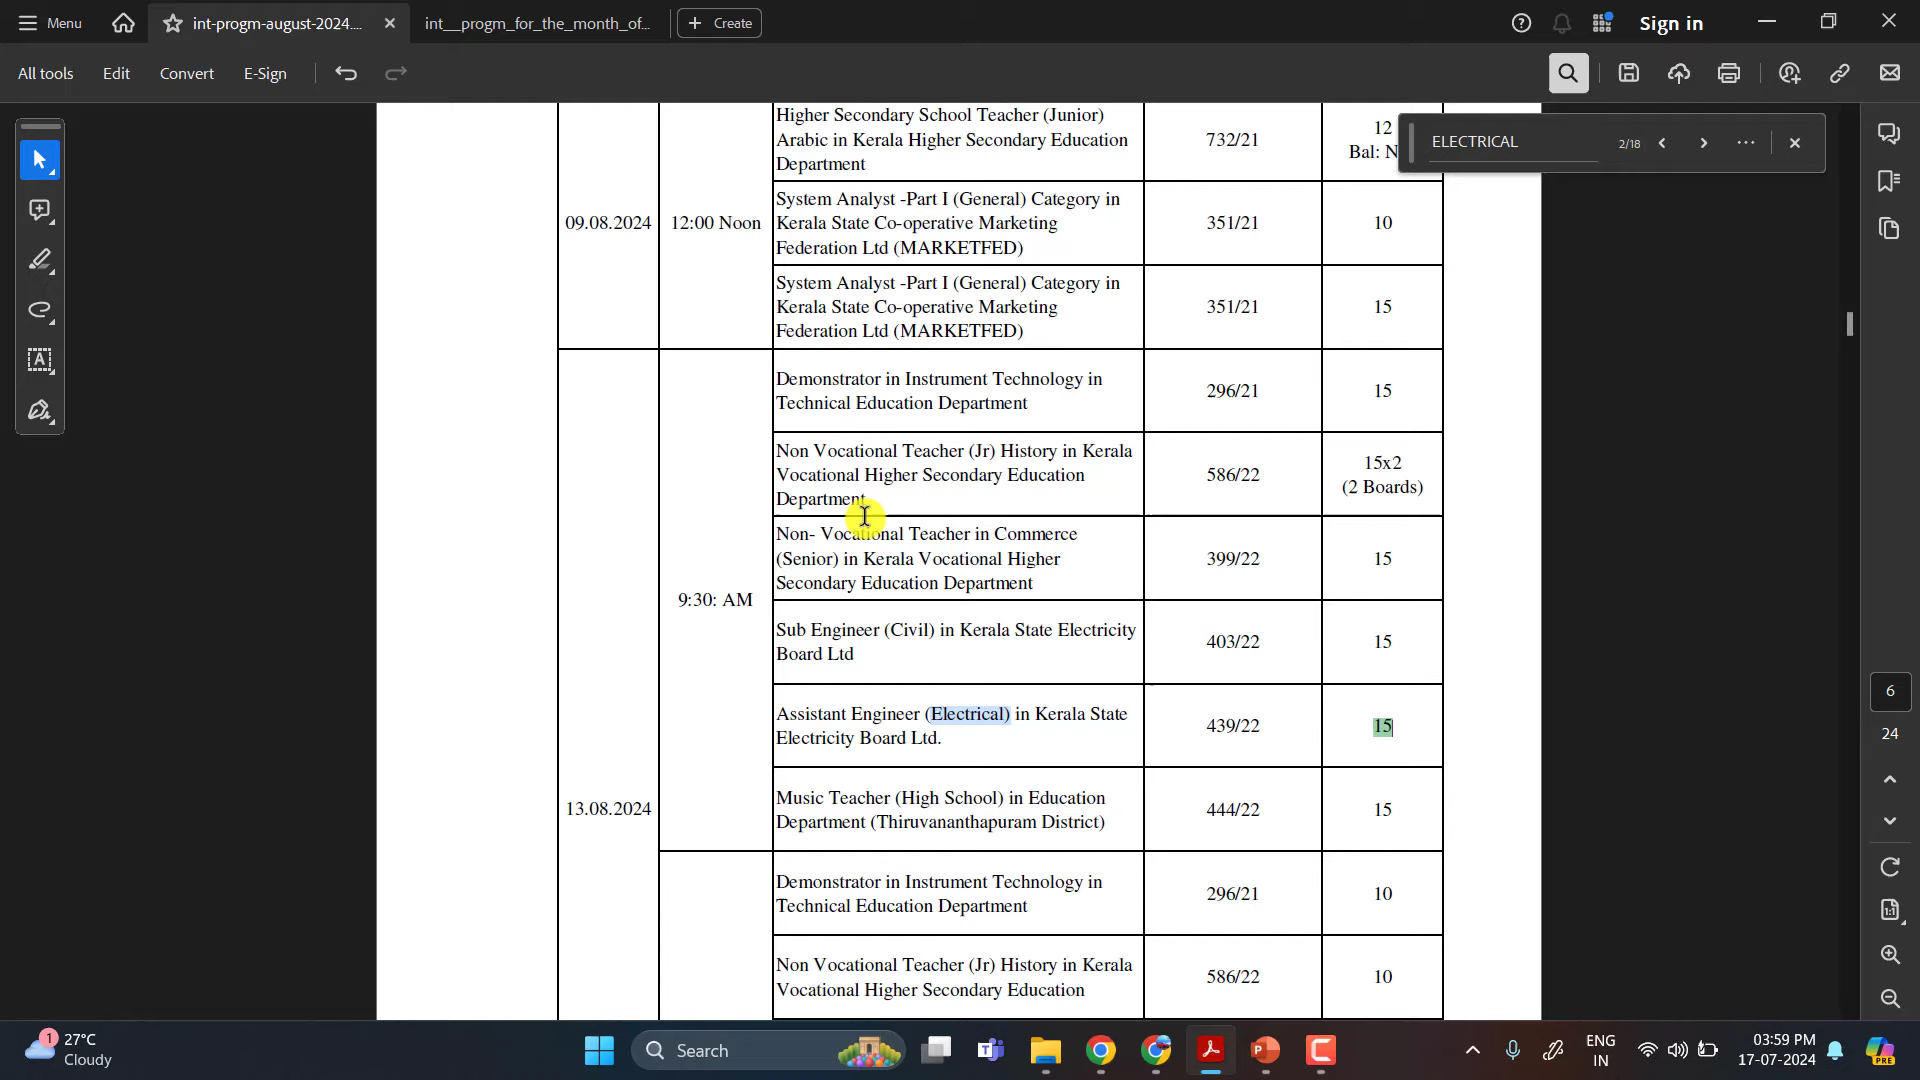 Menu
int-progm-august-2024....
int__progm_for_the_month_of...
Create
Sign in
All tools
Edit
Convert
E-Sign
ELECTRICAL
2/18
Higher Secondary School Teacher (Junior)
Arabic in Kerala Higher Secondary Education
Department
732/21
12
Bal: N
09.08.2024
12:00 Noon
System Analyst -Part I (General) Category in
Kerala State Co-operative Marketing
Federation Ltd (MARKETFED)
351/21
10
System Analyst -Part I (General) Category in
Kerala State Co-operative Marketing
Federation Ltd (MARKETFED)
351/21
15
13.08.2024
9:30: AM
Demonstrator in Instrument Technology in
Technical Education Department
296/21
15
Non Vocational Teacher (Jr) History in Kerala
Vocational Higher Secondary Education
Department
586/22
15x2
(2 Boards)
Non- Vocational Teacher in Commerce
(Senior) in Kerala Vocational Higher
Secondary Education Department
399/22
15
Sub Engineer (Civil) in Kerala State Electricity
Board Ltd
403/22
15
Assistant Engineer (Electrical) in Kerala State
Electricity Board Ltd.
439/22
15
Music Teacher (High School) in Education
Department (Thiruvananthapuram District)
444/22
15
Demonstrator in Instrument Technology in
Technical Education Department
296/21
10
Non Vocational Teacher (Jr) History in Kerala
Vocational Higher Secondary Education
586/22
10
6
24
1
27°C
Cloudy
Search
ENG
IN
03:59 PM
17-07-2024
PRE